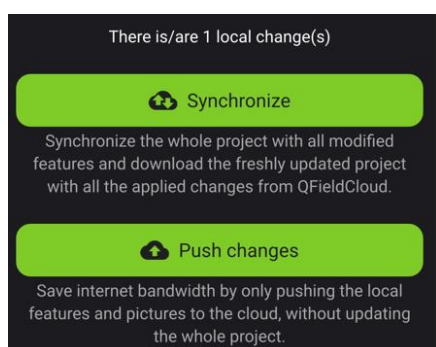 There is/are 1 local change(s)
Synchronize
Synchronize the whole project with all modified
features and download the freshly updated project
with all the applied changes from QFieldCloud.
Push changes
Save internet bandwidth by only pushing the local
features and pictures to the cloud, without updating
the whole project.